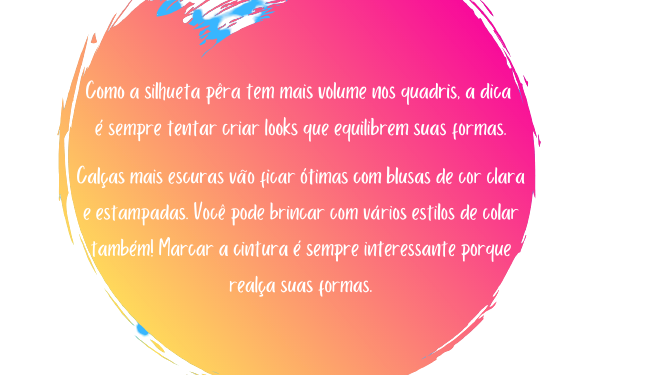 Como a silhueta pêra tem mais volume nos quadris, a dica
é sempre tentar criar looks que equilibrem suas formas.
Calças mais escuras vão ficar ótimas com blusas de cor clara
e estampadas. Você pode brincar com vários estilos de colar
também! Marcar a cintura é sempre interessante porque
realça suas formas.